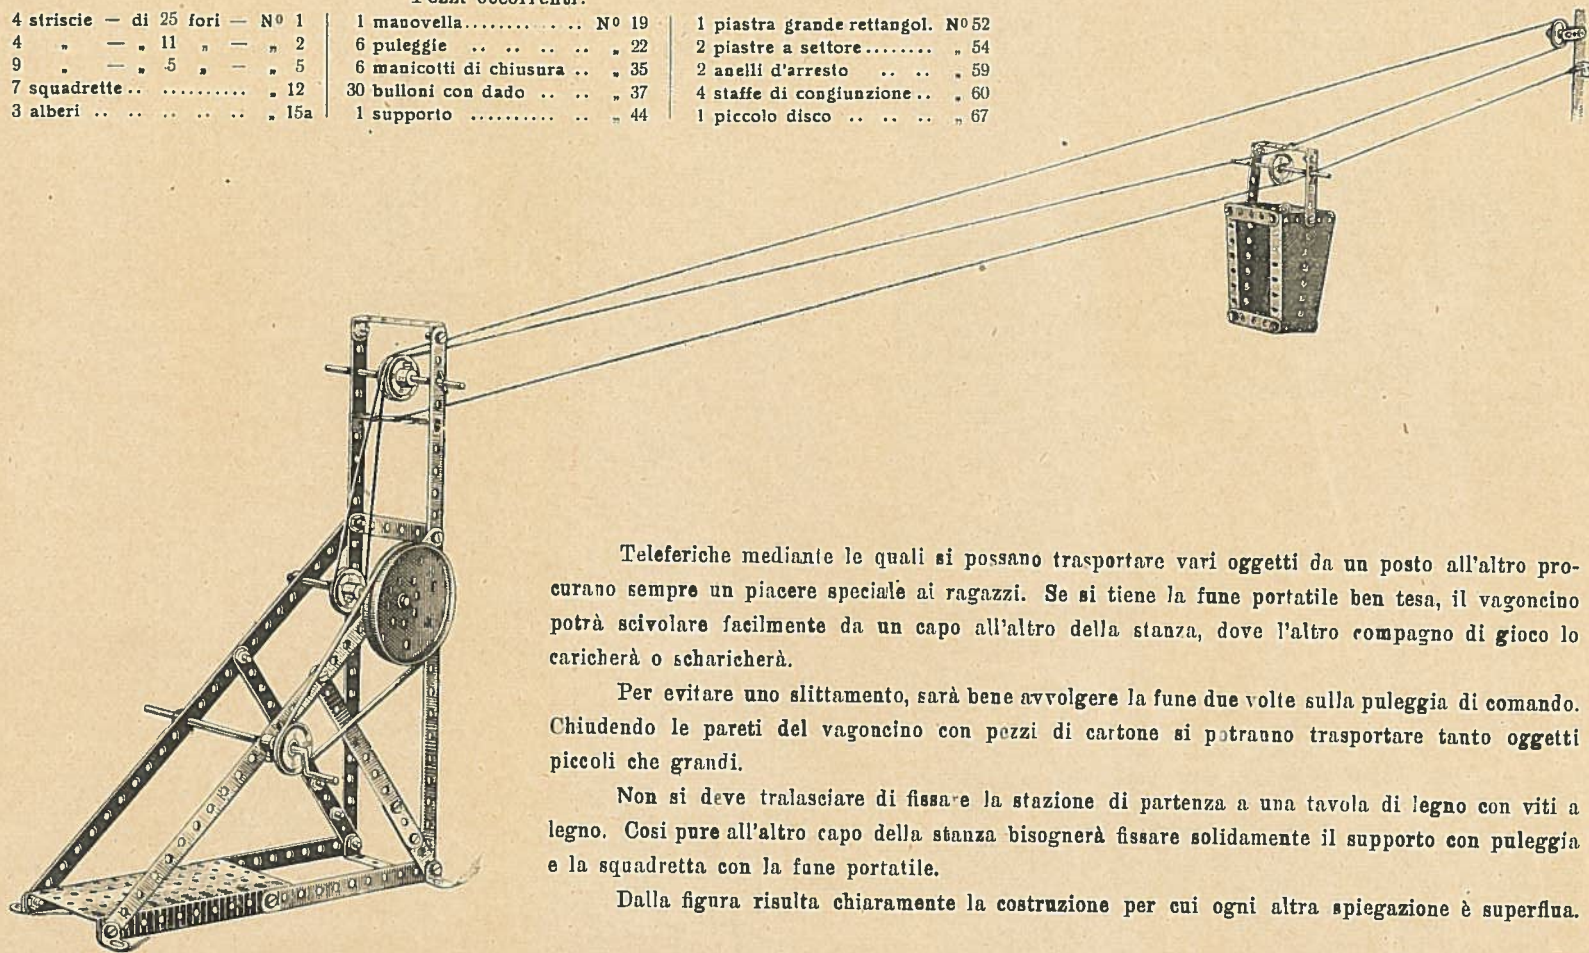 4 striscie — di 25 fori — Nº 1
4 „ — „ 11 „ — „ 2
9 „ — „ 5 „ — „ 5
7 squadrette .. .......... „ 12
3 alberi .. .. .. .. .. „ 15a
1 manovella........... .. Nº 19
6 puleggie .. .. .. .. „ 22
6 manicotti di chiusura .. „ 35
30 bulloni con dado .. .. „ 37
1 supporto .......... .. „ 44
1 piastra grande rettangol. Nº 52
2 piastre a settore........ „ 54
2 anelli d'arresto .. .. „ 59
4 staffe di congiunzione .. „ 60
1 piccolo disco .. .. .. „ 67
Teleferiche mediante le quali si possano trasportare vari oggetti da un posto all'altro pro-
curano sempre un piacere speciale ai ragazzi. Se si tiene la fune portatile ben tesa, il vagoncino
potrà scivolare facilmente da un capo all'altro della stanza, dove l'altro compagno di gioco lo
caricherà o scharicherà.
Per evitare uno slittamento, sarà bene avvolgere la fune due volte sulla puleggia di comando.
Chiudendo le pareti del vagoncino con pezzi di cartone si potranno trasportare tanto oggetti
piccoli che grandi.
Non si deve tralasciare di fissare la stazione di partenza a una tavola di legno con viti a
legno. Cosi pure all'altro capo della stanza bisognerà fissare solidamente il supporto con puleggia
e la squadretta con la fune portatile.
Dalla figura risulta chiaramente la costruzione per cui ogni altra spiegazione è superflua.